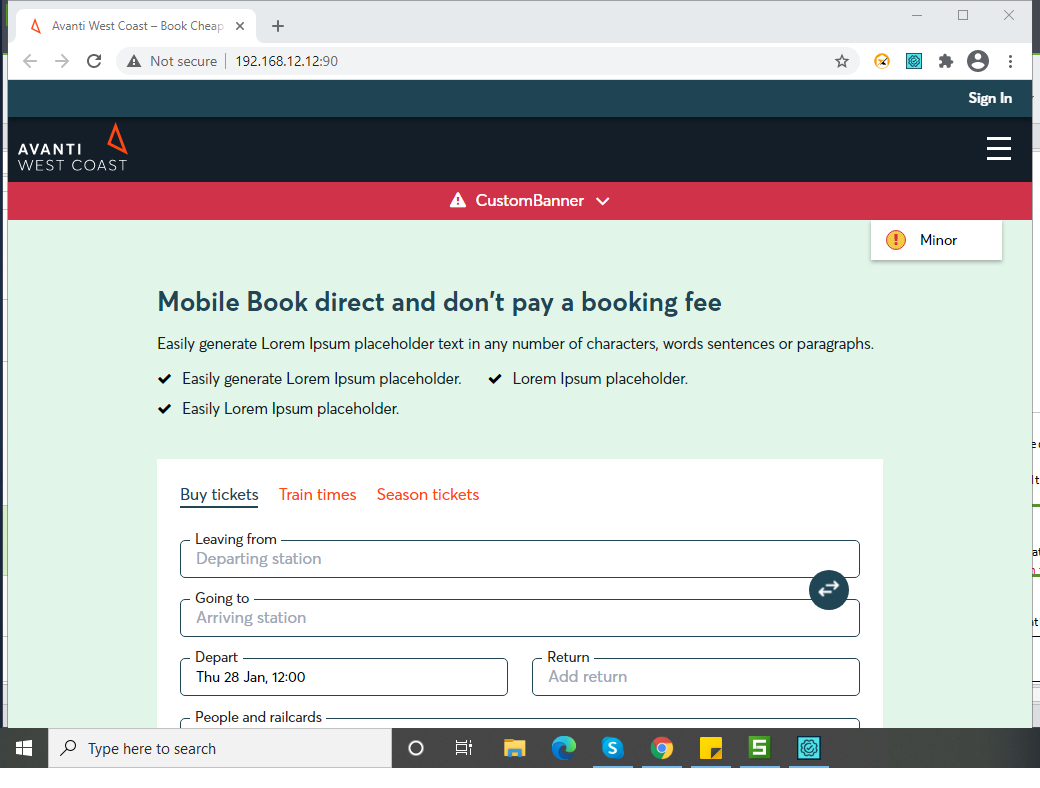 Avanti West Coast – Book Cheap
Not secure
192.168.12.12:90
Sign In
AVANTI
WEST COAST
CustomBanner
Minor
Mobile Book direct and don't pay a booking fee
Easily generate Lorem Ipsum placeholder text in any number of characters, words sentences or paragraphs.
Easily generate Lorem Ipsum placeholder.
Lorem Ipsum placeholder.
Easily Lorem Ipsum placeholder.
Buy tickets
Train times
Season tickets
Leaving from
Departing station
Going to
Arriving station
Depart
Return
Thu 28 Jan, 12:00
Add return
People and railcards
Type here to search